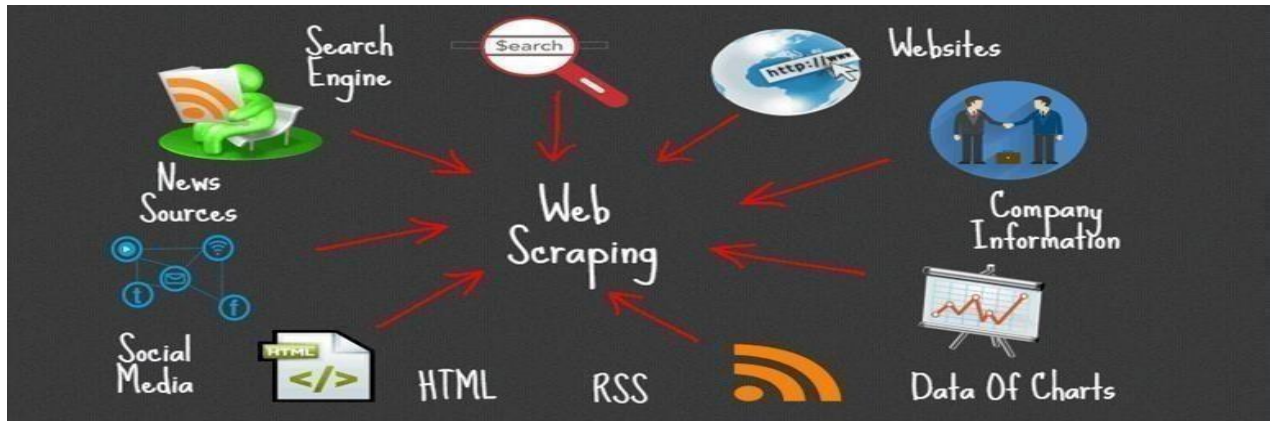 Search
Engine
$earch
Websites
http://www
News
Sources
Web
Scraping
Company
Information
Social
Media
HTML
</>
HTML
RSS
Data Of Charts
t
f